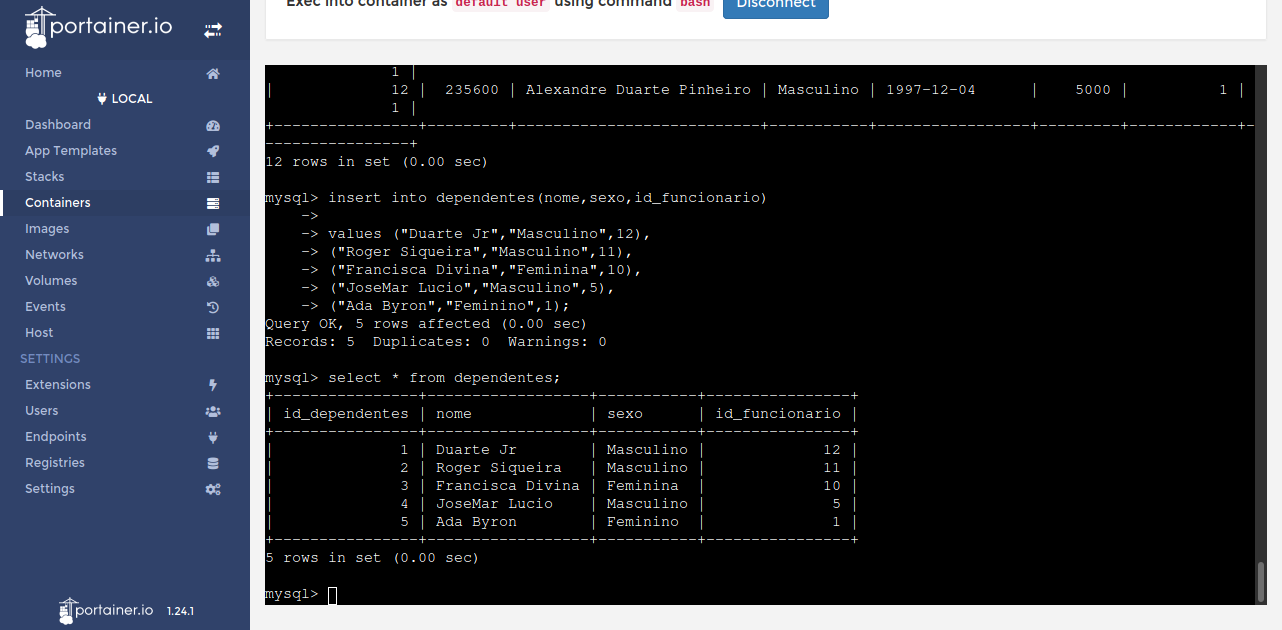 portainer.io
Home
LOCAL
Dashboard
App Templates
Stacks
Containers
Images
Networks
Volumes
Events
Host
SETTINGS
Extensions
Users
Endpoints
Registries
Settings
portainer.io 1.24.1
Exec into container as default user using command bash Disconnect
1 |
| 12 | 235600 | Alexandre Duarte Pinheiro | Masculino | 1997-12-04 | 5000 | 1 |
1 |
+----------------+---------+---------------------------+-----------+-----------------+---------+------------+-
----------------+
12 rows in set (0.00 sec)
mysql> insert into dependentes(nome,sexo,id_funcionario)
->
-> values ("Duarte Jr","Masculino",12),
-> ("Roger Siqueira","Masculino",11),
-> ("Francisca Divina","Feminina",10),
-> ("JoseMar Lucio","Masculino",5),
-> ("Ada Byron","Feminino",1);
Query OK, 5 rows affected (0.00 sec)
Records: 5 Duplicates: 0 Warnings: 0
mysql> select * from dependentes;
+----------------+------------------+-----------+----------------+
| id_dependentes | nome | sexo | id_funcionario |
+----------------+------------------+-----------+----------------+
| 1 | Duarte Jr | Masculino | 12 |
| 2 | Roger Siqueira | Masculino | 11 |
| 3 | Francisca Divina | Feminina | 10 |
| 4 | JoseMar Lucio | Masculino | 5 |
| 5 | Ada Byron | Feminino | 1 |
+----------------+------------------+-----------+----------------+
5 rows in set (0.00 sec)
mysql>